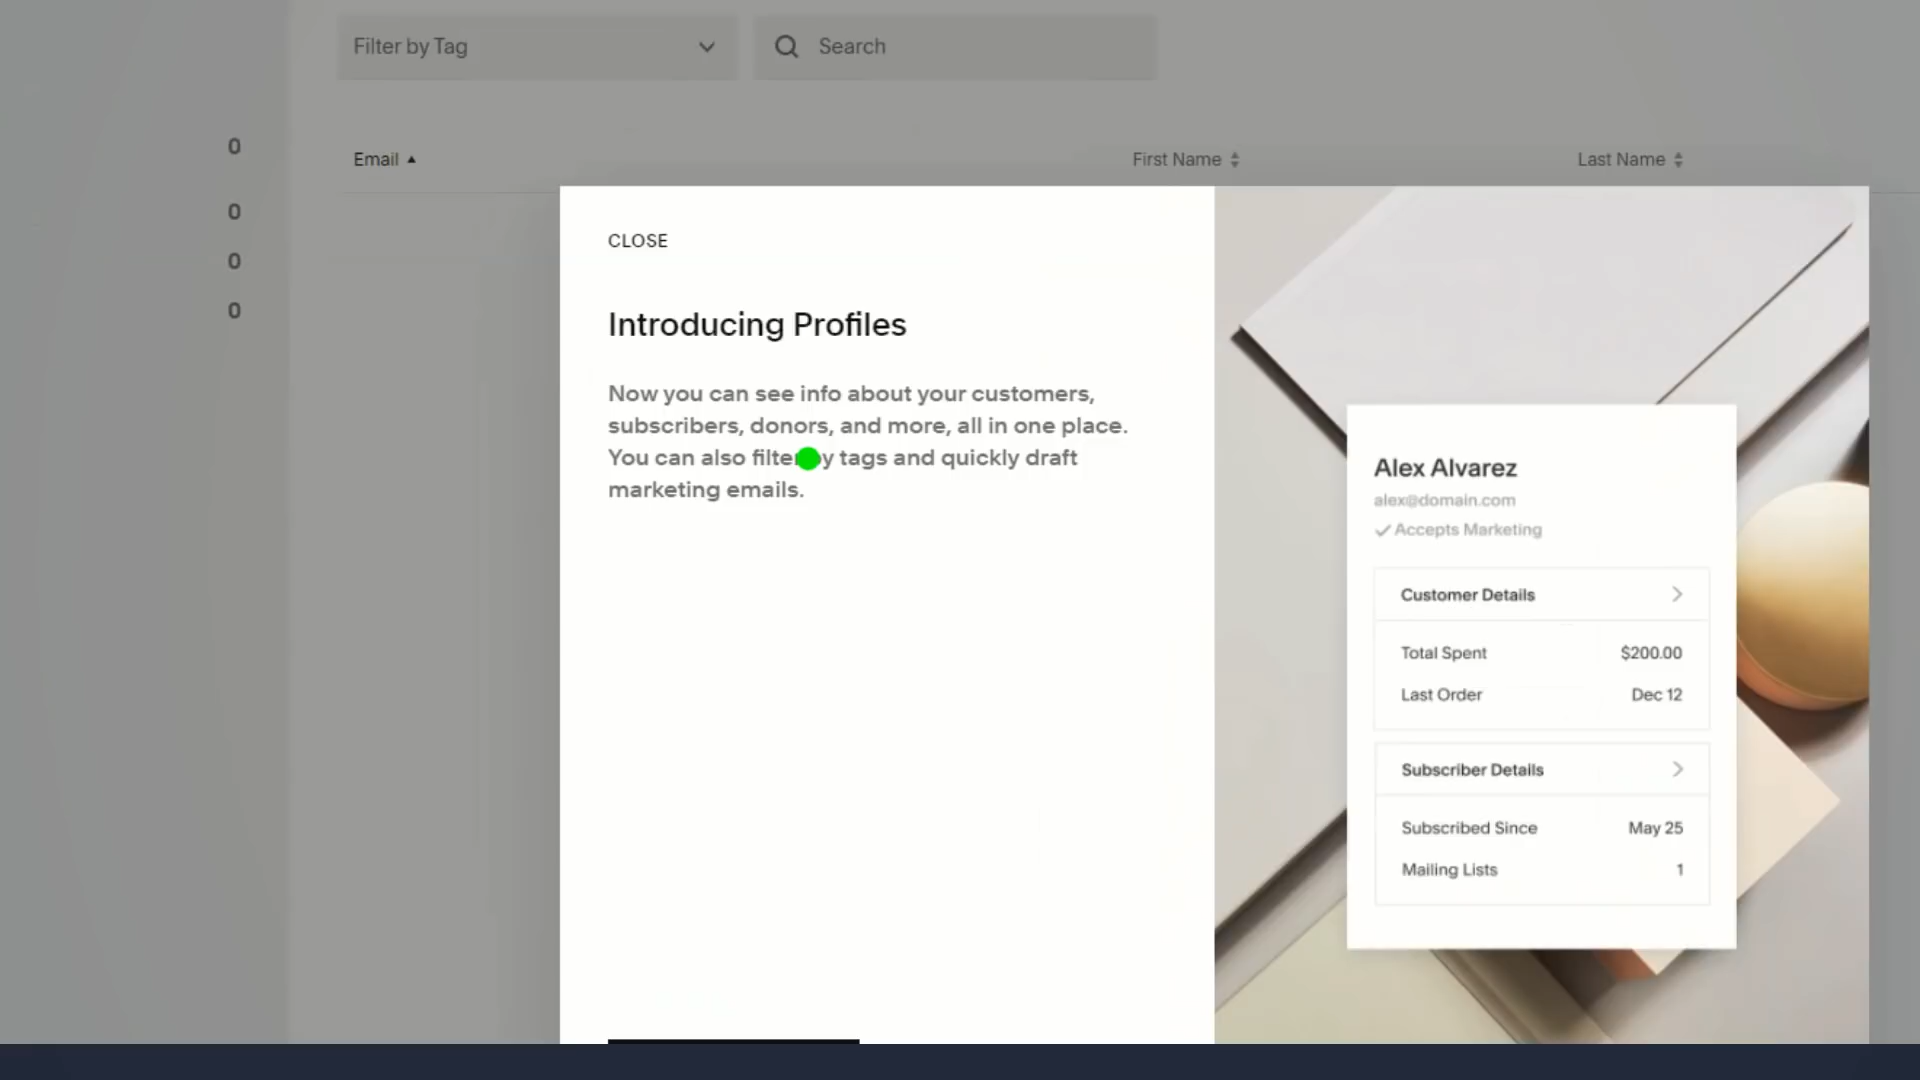 Filter by Tag
Search
0
0
0
0
Email
First Name
Last Name
CLOSE
Introducing Profiles
Now you can see info about your customers,
subscribers, donors, and more, all in one place.
You can also filter by tags and quickly draft
marketing emails.
Alex Alvarez
alex@domain.com
Accepts Marketing
Customer Details
Total Spent $200.00
Last Order Dec 12
Subscriber Details
Subscribed Since May 25
Mailing Lists 1